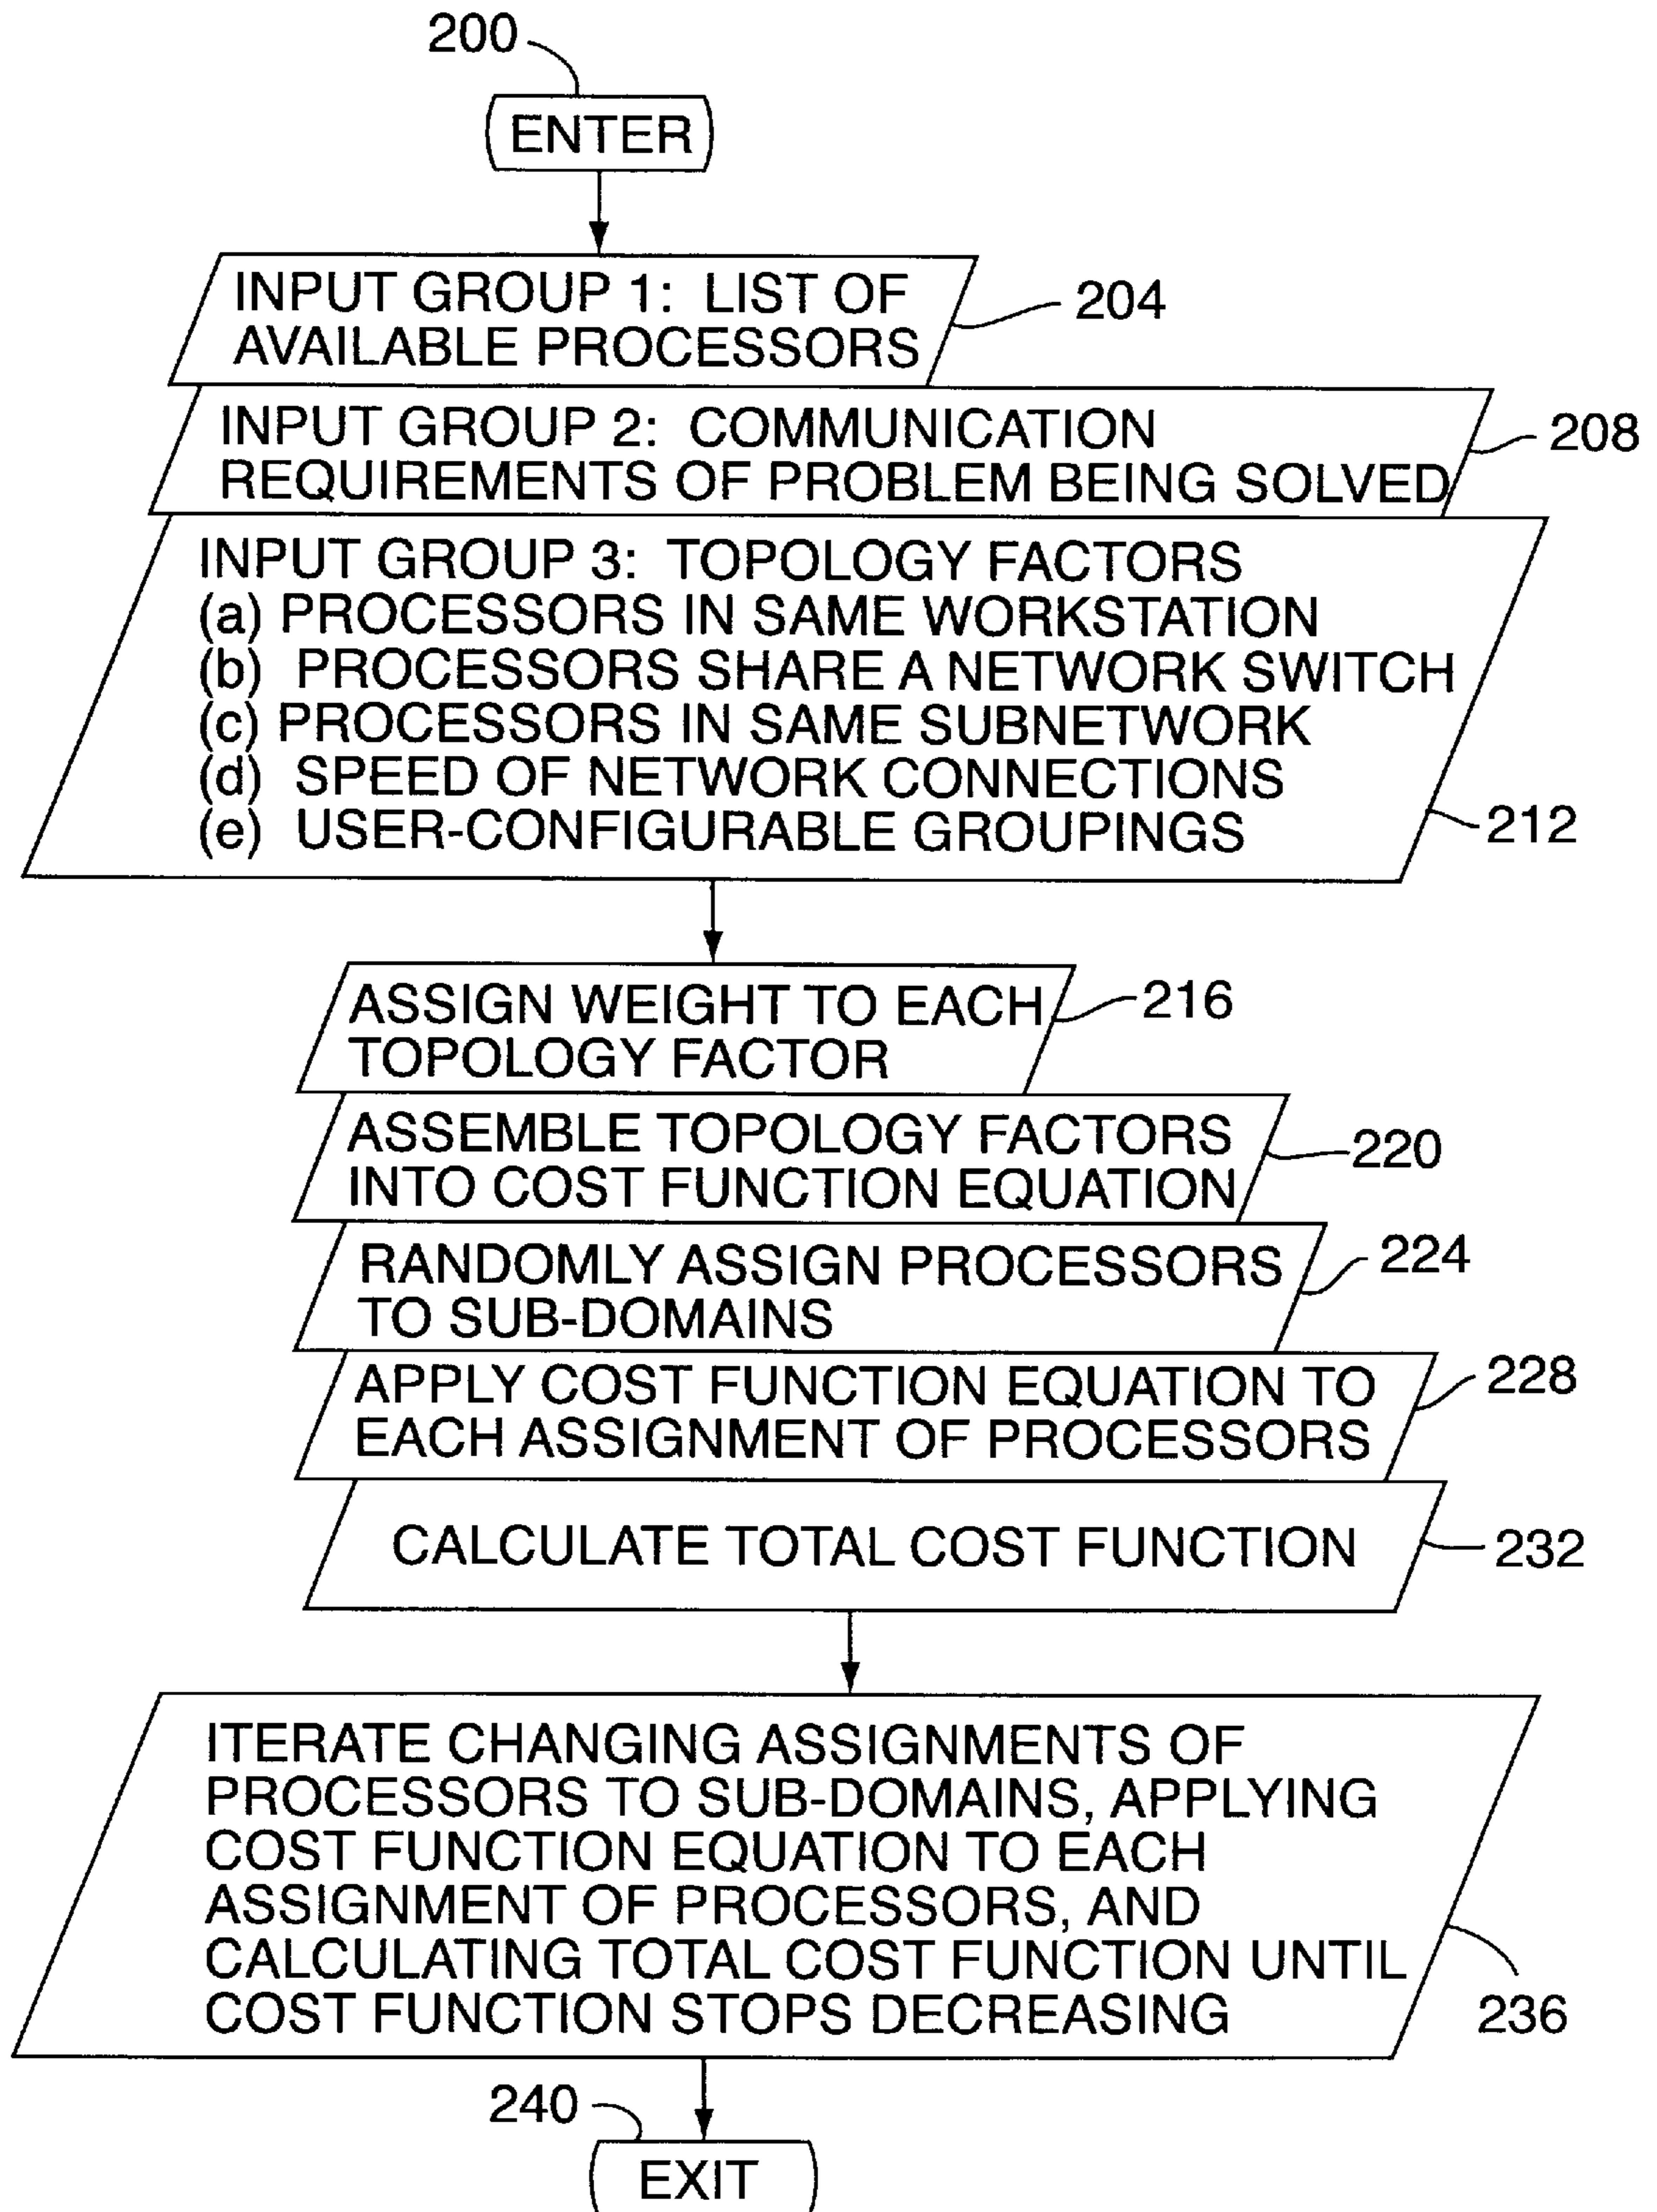 200
ENTER
INPUT GROUP 1: LIST OF
AVAILABLE PROCESSORS
204
INPUT GROUP 2: COMMUNICATION
REQUIREMENTS OF PROBLEM BEING SOLVED
208
INPUT GROUP 3: TOPOLOGY FACTORS
(a) PROCESSORS IN SAME WORKSTATION
(b) PROCESSORS SHARE A NETWORK SWITCH
(c) PROCESSORS IN SAME SUBNETWORK
(d) SPEED OF NETWORK CONNECTIONS
(e) USER-CONFIGURABLE GROUPINGS
212
ASSIGN WEIGHT TO EACH
TOPOLOGY FACTOR
216
ASSEMBLE TOPOLOGY FACTORS
INTO COST FUNCTION EQUATION
220
RANDOMLY ASSIGN PROCESSORS
TO SUB-DOMAINS
224
APPLY COST FUNCTION EQUATION TO
EACH ASSIGNMENT OF PROCESSORS
228
CALCULATE TOTAL COST FUNCTION
232
ITERATE CHANGING ASSIGNMENTS OF
PROCESSORS TO SUB-DOMAINS, APPLYING
COST FUNCTION EQUATION TO EACH
ASSIGNMENT OF PROCESSORS, AND
CALCULATING TOTAL COST FUNCTION UNTIL
COST FUNCTION STOPS DECREASING
236
240
EXIT